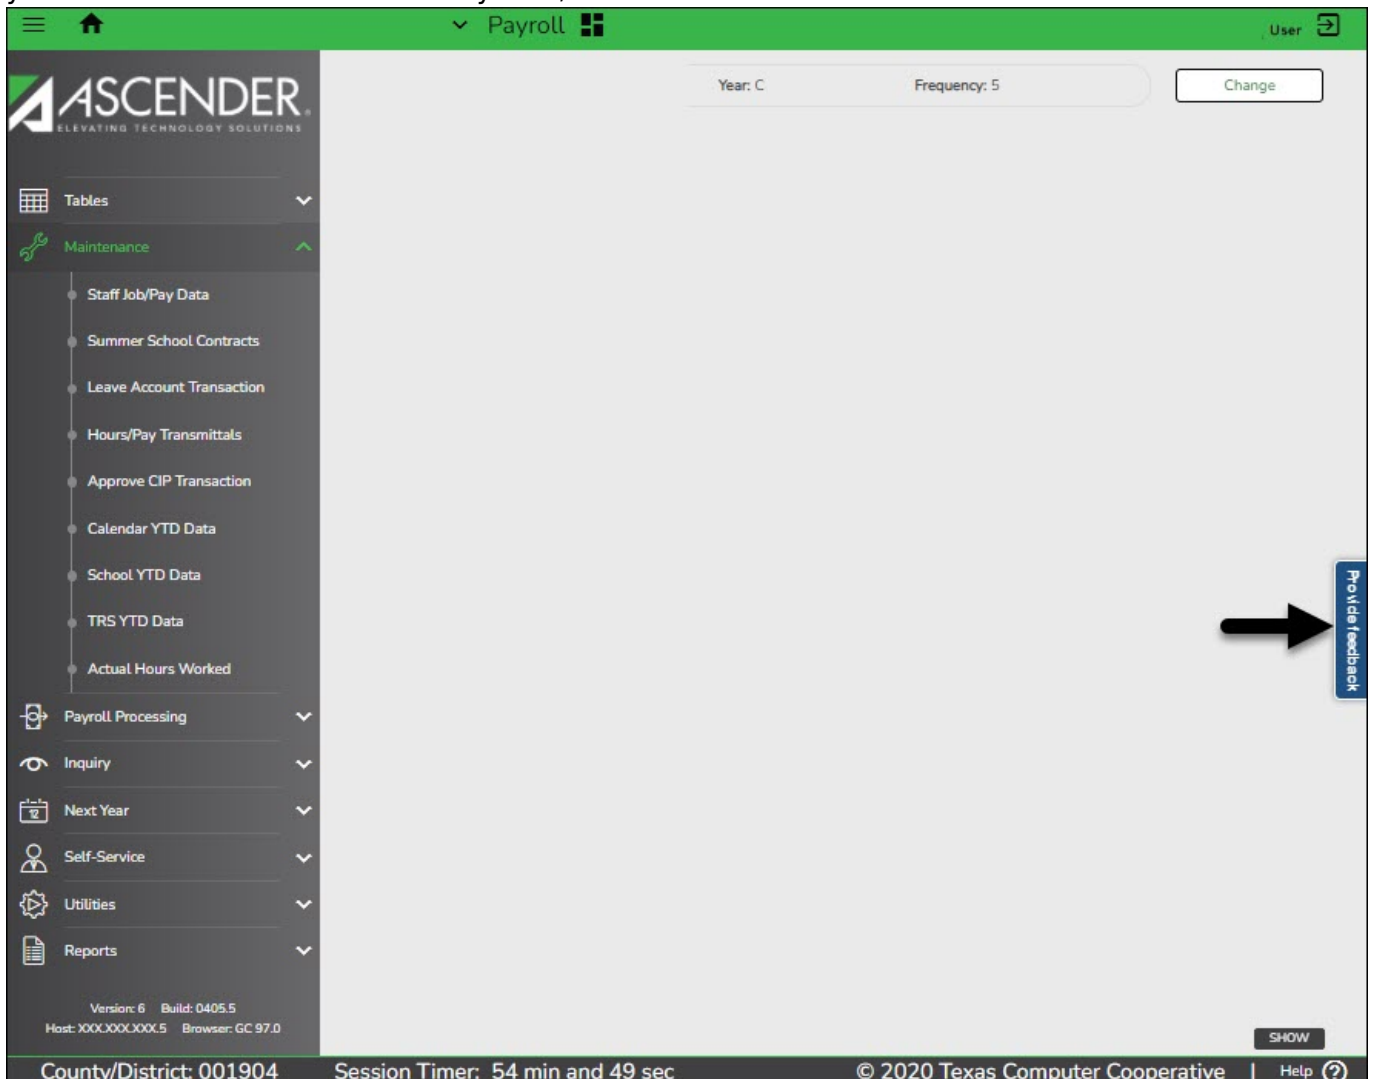 Payroll
User
ASCENDER
ELEVATING TECHNOLOGY SOLUTIONS
Year: C Frequency: 5 Change
Tables
Maintenance
Staff Job/Pay Data
Summer School Contracts
Leave Account Transaction
Hours/Pay Transmittals
Approve CIP Transaction
Calendar YTD Data
School YTD Data
TRS YTD Data
Actual Hours Worked
Payroll Processing
Inquiry
12
Next Year
Self-Service
Utilities
Reports
Version: 6 Build: 0405.5
Host: XXX.XXX.XXX.5 Browser: GC 97.0
Provide feedback
SHOW
County/District: 001904 Session Timer: 54 min and 49 sec © 2020 Texas Computer Cooperative | Help ?